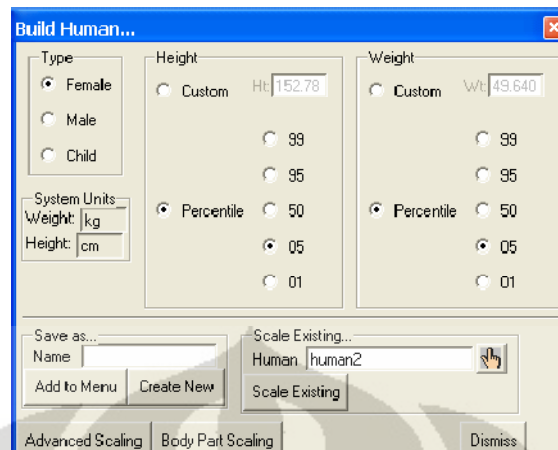 Build Human...
Type
Female
Male
Child
System Units
Weight: kg
Height: cm
Height
Custom Ht: 152.78
Percentile
99
95
50
05
01
Weight
Custom Wt: 49.640
Percentile
99
95
50
05
01
Save as...
Name
Add to Menu Create New
Scale Existing...
Human human2
Scale Existing
Advanced Scaling Body Part Scaling Dismiss